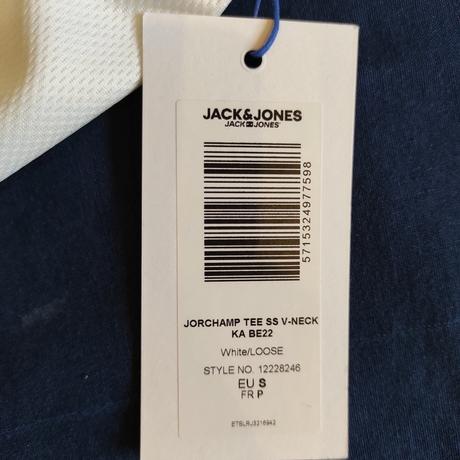 JACK&JONES
JACK JONES
5715324977598
JORCHAMP TEE SS V-NECK
KA BE22
White/LOOSE
STYLE NO. 12228246
EU S
FR P
ETSLRJ3216942